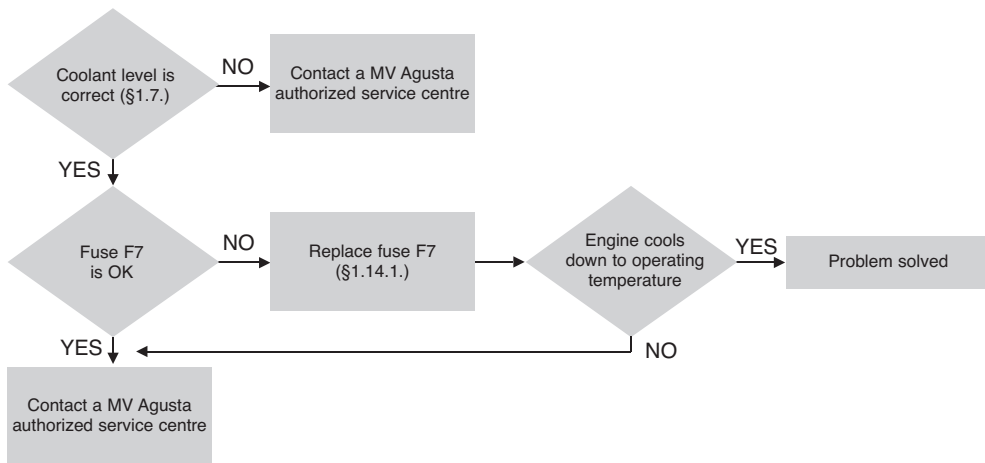 Coolant level is
correct (§1.7.)
NO
Contact a MV Agusta
authorized service centre
YES
Fuse F7
is OK
NO
Replace fuse F7
(§1.14.1.)
Engine cools
down to operating
temperature
YES
Problem solved
YES
NO
Contact a MV Agusta
authorized service centre